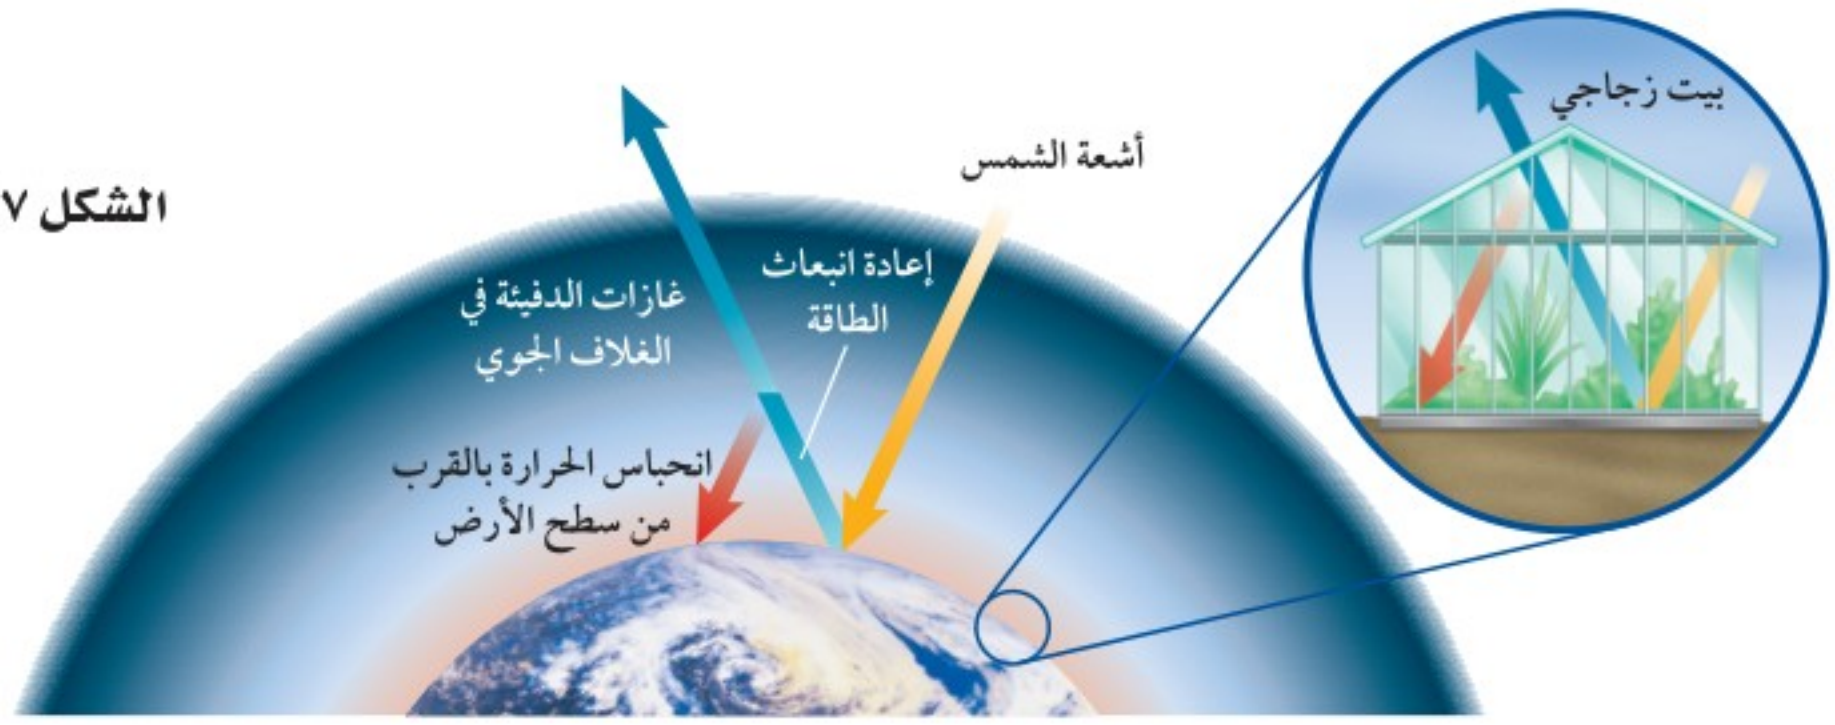 بيت زجاجي
أشعة الشمس
الشكل ٧
إعادة انبعاث
الطاقة
غازات الدفيئة في
الغلاف الجوي
انحباس الحرارة بالقرب
من سطح الأرض